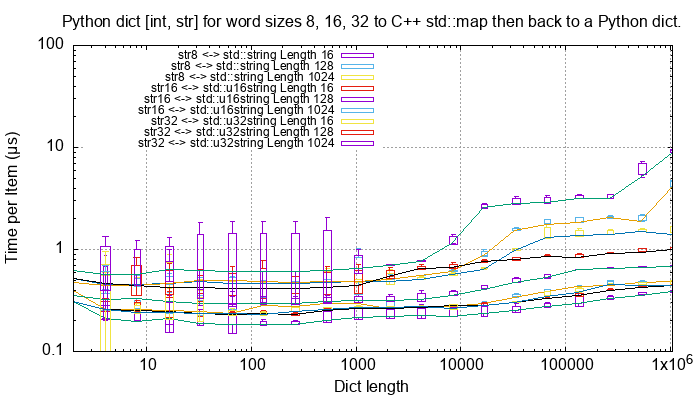 Python dict [int, str] for word sizes 8, 16, 32 to C++ std::map then back to a Python dict.
100
10
1
0.1
Time per Item (µs)
str8 <-> std::string Length 16
str8 <-> std::string Length 128
str8 <-> std::string Length 1024
str16 <-> std::u16string Length 16
str16 <-> std::u16string Length 128
str16 <-> std::u16string Length 1024
str32 <-> std::u32string Length 16
str32 <-> std::u32string Length 128
str32 <-> std::u32string Length 1024
10 100 1000 10000 100000 1x10⁶
Dict length